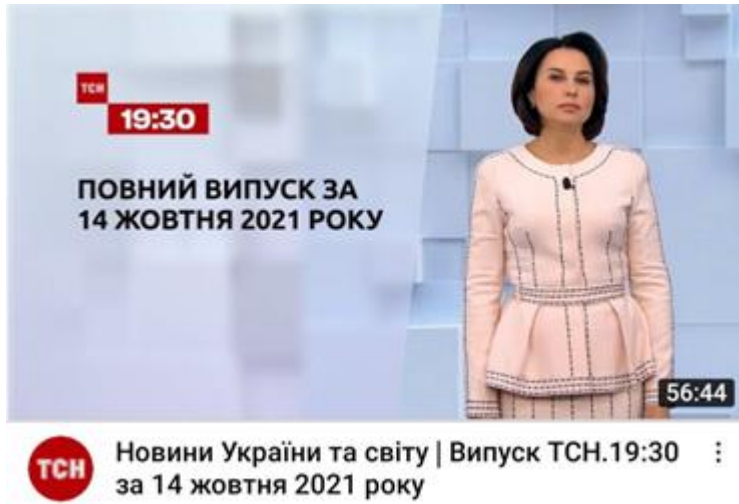 ТСН
19:30
ПОВНИЙ ВИПУСК ЗА
14 ЖОВТНЯ 2021 РОКУ
56:44
ТСН
Новини України та світу | Випуск ТСН.19:30
за 14 жовтня 2021 року